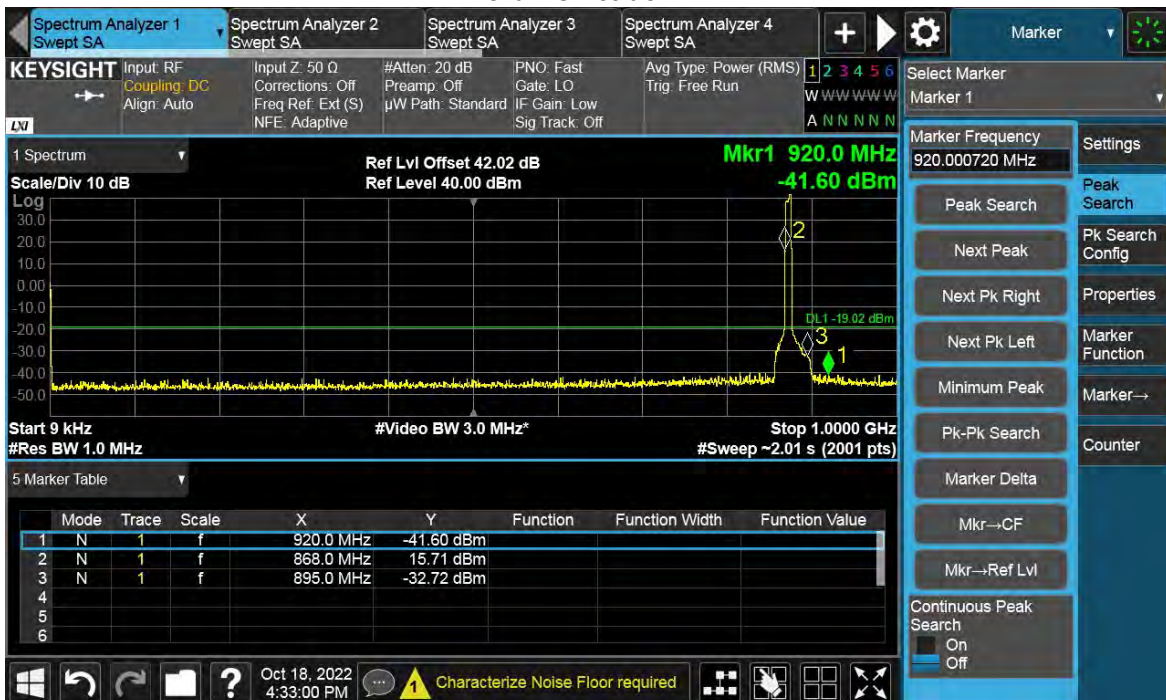 Spectrum Analyzer 1
Swept SA
Spectrum Analyzer 2
Swept SA
Spectrum Analyzer 3
Swept SA
Spectrum Analyzer 4
Swept SA
+
Marker
KEYSIGHT
LXI
Input: RF
Coupling: DC
Align: Auto
Input Z: 50 Ω
Corrections: Off
Freq Ref: Ext (S)
NFE: Adaptive
#Atten: 20 dB
Preamp: Off
µW Path: Standard
PNO: Fast
Gate: LO
IF Gain: Low
Sig Track: Off
Avg Type: Power (RMS)
Trig: Free Run
1 2 3 4 5 6
W W W W W W
A N N N N N
Select Marker
Marker 1
1 Spectrum
Scale/Div 10 dB
Ref Lvl Offset 42.02 dB
Ref Level 40.00 dBm
Mkr1 920.0 MHz
-41.60 dBm
Log
30.0
20.0
10.0
0.00
-10.0
-20.0
-30.0
-40.0
-50.0
2
DL1 -19.02 dBm
3
1
Start 9 kHz
#Res BW 1.0 MHz
#Video BW 3.0 MHz*
Stop 1.0000 GHz
#Sweep ~2.01 s (2001 pts)
5 Marker Table
Mode Trace Scale X Y Function Function Width Function Value
1 N 1 f 920.0 MHz -41.60 dBm
2 N 1 f 868.0 MHz 15.71 dBm
3 N 1 f 895.0 MHz -32.72 dBm
4
5
6
Marker Frequency
920.000720 MHz
Peak Search
Next Peak
Next Pk Right
Next Pk Left
Minimum Peak
Pk-Pk Search
Marker Delta
Mkr→CF
Mkr→Ref Lvl
Continuous Peak
Search
On
Off
Settings
Peak
Search
Pk Search
Config
Properties
Marker
Function
Marker→
Counter
?
Oct 18, 2022
4:33:00 PM
1
Characterize Noise Floor required